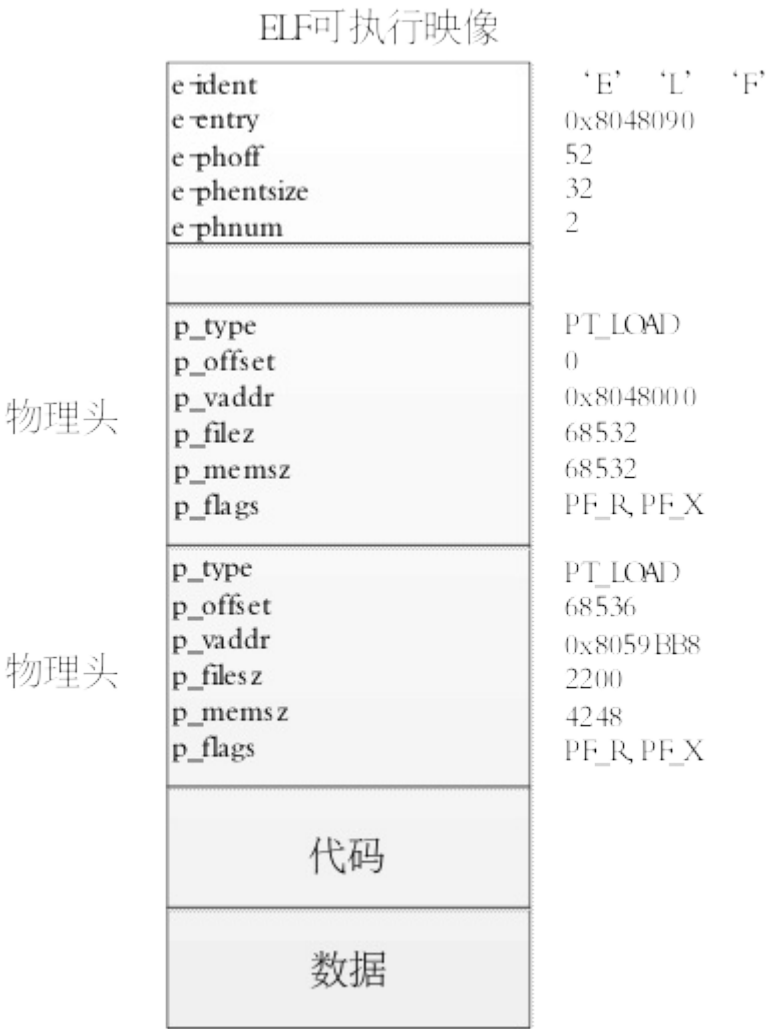 ELF可执行映像
e-ident ‘E’ ‘L’ ‘F’
e-entry 0x8048090
e-phoff 52
e-phentsize 32
e-phnum 2
p_type PT_LOAD
p_offset 0
p_vaddr 0x8048000
物理头
p_filez 68532
p_memsz 68532
p_flags PF_R, PF_X
p_type PT_LOAD
p_offset 68536
p_vaddr 0x8059BB8
物理头
p_filesz 2200
p_memsz 4248
p_flags PF_R, PF_X
代码
数据